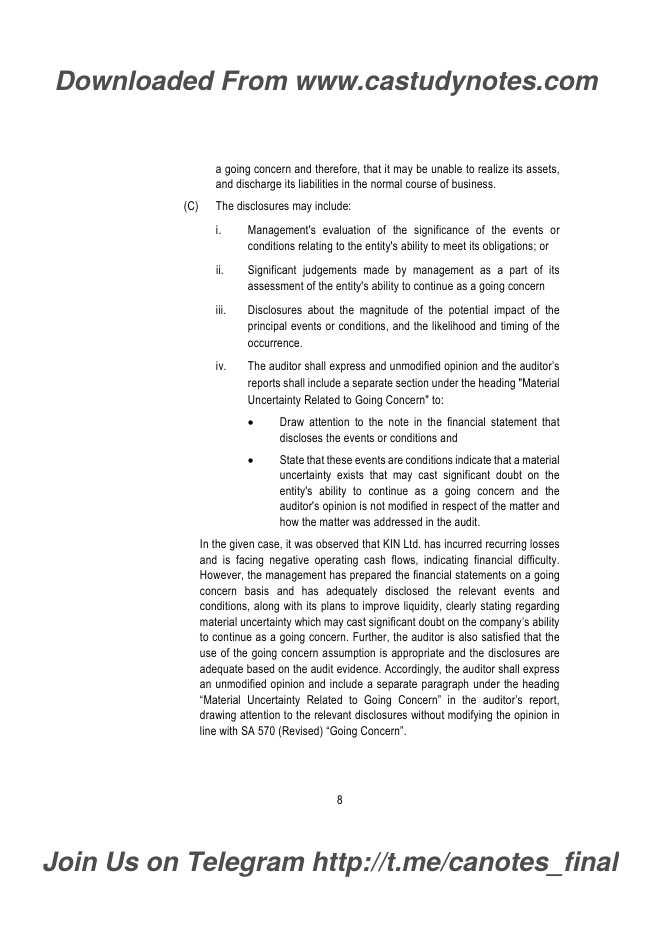 Downloaded From www.castudynotes.com
a going concern and therefore, that it may be unable to realize its assets,
and discharge its liabilities in the normal course of business.
(C) The disclosures may include:
i. Management's evaluation of the significance of the events or
conditions relating to the entity's ability to meet its obligations; or
ii. Significant judgements made by management as a part of its
assessment of the entity's ability to continue as a going concern
iii. Disclosures about the magnitude of the potential impact of the
principal events or conditions, and the likelihood and timing of the
occurrence.
iv. The auditor shall express and unmodified opinion and the auditor’s
reports shall include a separate section under the heading "Material
Uncertainty Related to Going Concern" to:
• Draw attention to the note in the financial statement that
discloses the events or conditions and
• State that these events are conditions indicate that a material
uncertainty exists that may cast significant doubt on the
entity's ability to continue as a going concern and the
auditor's opinion is not modified in respect of the matter and
how the matter was addressed in the audit.
In the given case, it was observed that KIN Ltd. has incurred recurring losses
and is facing negative operating cash flows, indicating financial difficulty.
However, the management has prepared the financial statements on a going
concern basis and has adequately disclosed the relevant events and
conditions, along with its plans to improve liquidity, clearly stating regarding
material uncertainty which may cast significant doubt on the company’s ability
to continue as a going concern. Further, the auditor is also satisfied that the
use of the going concern assumption is appropriate and the disclosures are
adequate based on the audit evidence. Accordingly, the auditor shall express
an unmodified opinion and include a separate paragraph under the heading
“Material Uncertainty Related to Going Concern” in the auditor’s report,
drawing attention to the relevant disclosures without modifying the opinion in
line with SA 570 (Revised) “Going Concern”.
8
Join Us on Telegram http://t.me/canotes_final